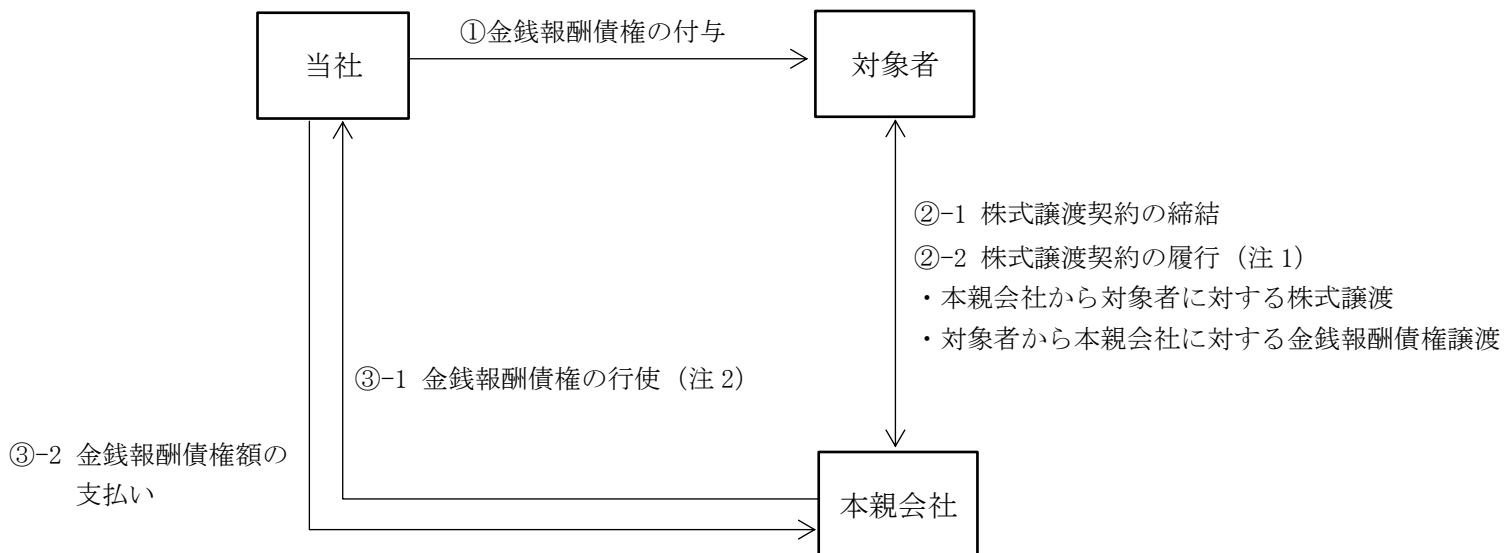 ①金銭報酬債権の付与
当社
対象者
②-1 株式譲渡契約の締結
②-2 株式譲渡契約の履行（注 1）
・本親会社から対象者に対する株式譲渡
・対象者から本親会社に対する金銭報酬債権譲渡
③-1 金銭報酬債権の行使（注 2）
③-2 金銭報酬債権額の
支払い
本親会社